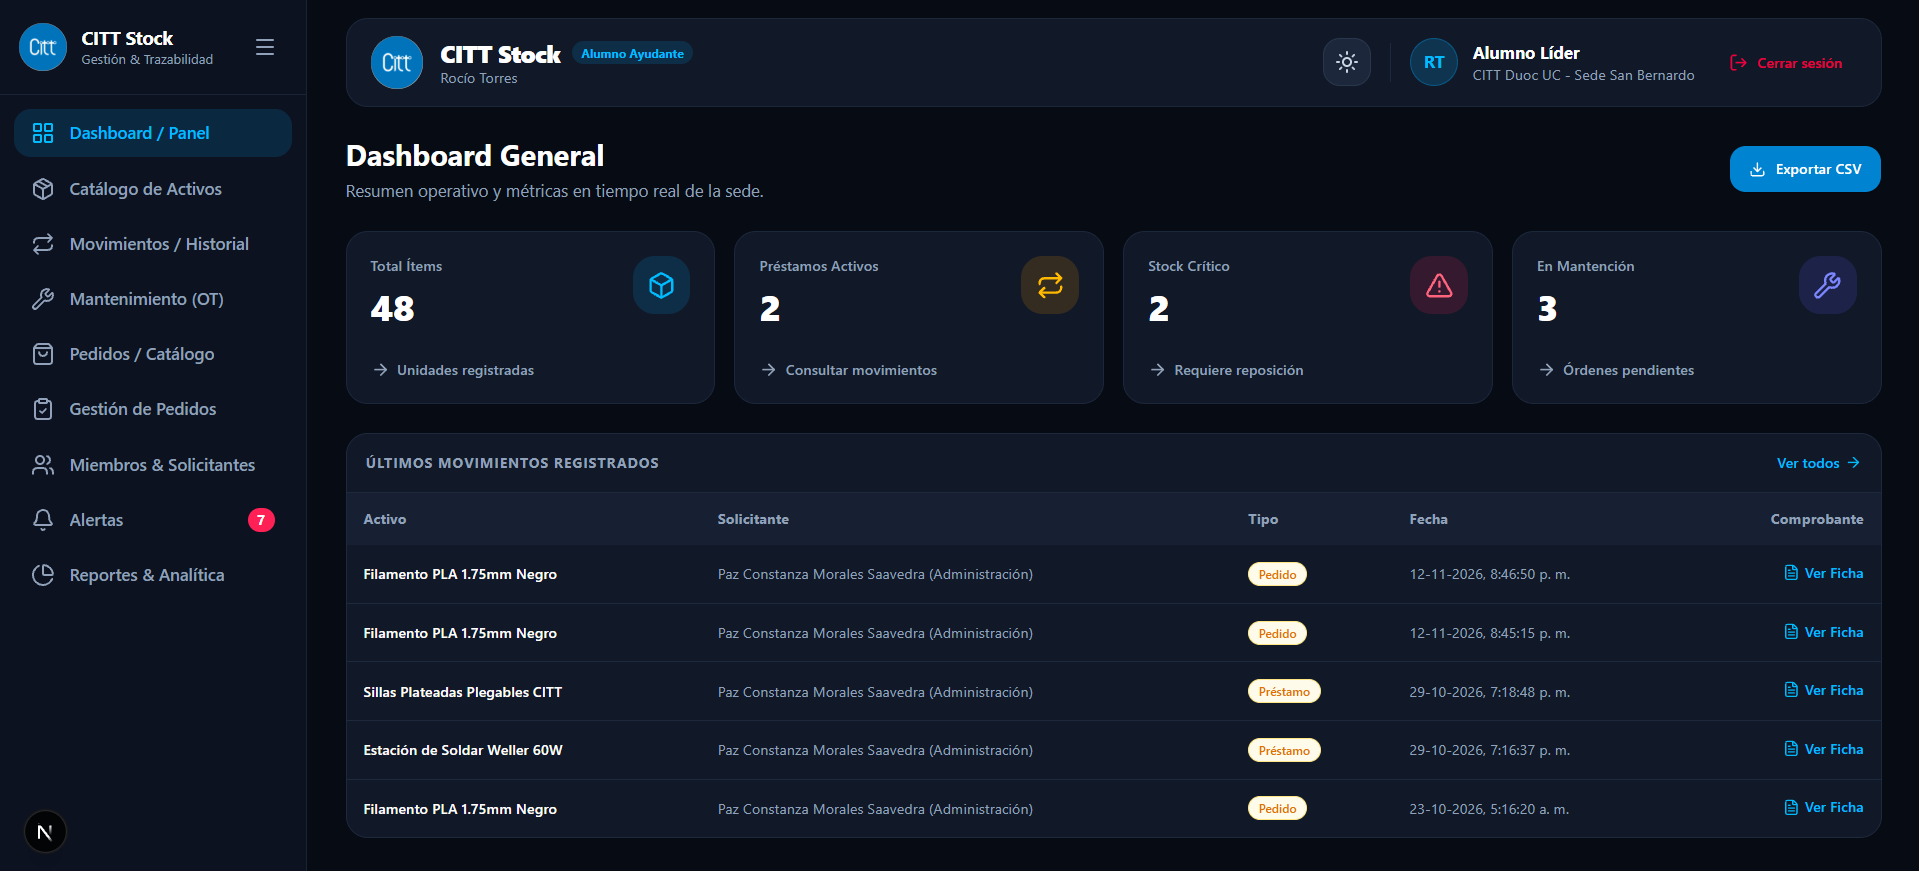 Citt
CITT Stock
Gestión & Trazabilidad
Dashboard / Panel
Catálogo de Activos
Movimientos / Historial
Mantenimiento (OT)
Pedidos / Catálogo
Gestión de Pedidos
Miembros & Solicitantes
Alertas 7
Reportes & Analítica
N
Citt
CITT Stock Alumno Ayudante
Rocío Torres
RT
Alumno Líder
CITT Duoc UC - Sede San Bernardo
Cerrar sesión
Dashboard General
Resumen operativo y métricas en tiempo real de la sede.
Exportar CSV
Total Ítems
48
Unidades registradas
Préstamos Activos
2
Consultar movimientos
Stock Crítico
2
Requiere reposición
En Mantención
3
Órdenes pendientes
ÚLTIMOS MOVIMIENTOS REGISTRADOS Ver todos
Activo Solicitante Tipo Fecha Comprobante
Filamento PLA 1.75mm Negro Paz Constanza Morales Saavedra (Administración) Pedido 12-11-2026, 8:46:50 p. m. Ver Ficha
Filamento PLA 1.75mm Negro Paz Constanza Morales Saavedra (Administración) Pedido 12-11-2026, 8:45:15 p. m. Ver Ficha
Sillas Plateadas Plegables CITT Paz Constanza Morales Saavedra (Administración) Préstamo 29-10-2026, 7:18:48 p. m. Ver Ficha
Estación de Soldar Weller 60W Paz Constanza Morales Saavedra (Administración) Préstamo 29-10-2026, 7:16:37 p. m. Ver Ficha
Filamento PLA 1.75mm Negro Paz Constanza Morales Saavedra (Administración) Pedido 23-10-2026, 5:16:20 a. m. Ver Ficha